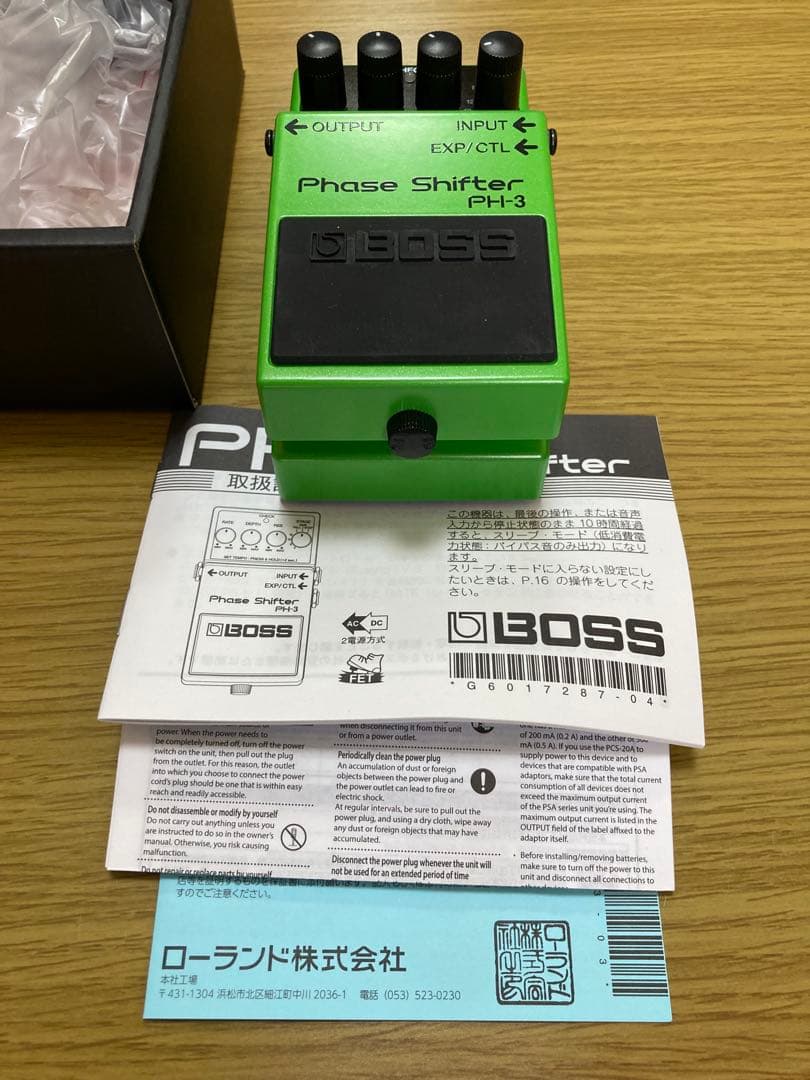 OUTPUT
INPUT
EXP/CTL
Phase Shifter
PH-3
BOSS
PH
ifter
取扱
CHECK
RATE
DEPTH
RES
STAGE
SET TEMPO : PRESS & HOLD(>2 sec.)
OUTPUT
INPUT
EXP/CTL
Phase Shifter
PH-3
BOSS
AC DC
2電源方式
FET
この機器は、最後の操作、または音声
入力から停止状態のまま 10 時間経過
すると、スリープ・モード（低消費電
力状態：バイパス音のみ出力）になり
ます。
スリープ・モードに入らない設定にし
たいときは、P.16 の操作をしてくだ
さい。
BOSS
* G 6 0 1 7 2 8 7 - 0 4 *
power. When the power needs to
be completely turned off, turn off the power
switch on the unit, then pull out the plug
from the outlet. For this reason, the outlet
into which you choose to connect the power
cord's plug should be one that is within easy
reach and readily accessible.
Do not disassemble or modify by yourself
Do not carry out anything unless you
are instructed to do so in the owner's
manual. Otherwise, you risk causing
malfunction.
Do not repair or replace parts by yourself
when disconnecting it from this unit
or from a power outlet.
Periodically clean the power plug
An accumulation of dust or foreign
objects between the power plug and
the power outlet can lead to fire or
electric shock.
At regular intervals, be sure to pull out the
power plug, and using a dry cloth, wipe away
any dust or foreign objects that may have
accumulated.
Disconnect the power plug whenever the unit will
not be used for an extended period of time
of 200 mA (0.2 A) and the other of 500
mA (0.5 A). If you use the PCS-20A to
supply power to this device and to
devices that are compatible with PSA
adaptors, make sure that the total current
consumption of all devices does not
exceed the maximum output current
of the PSA series unit you're using. The
maximum output current is listed in the
OUTPUT field of the label affixed to the
adaptor itself.
Before installing/removing batteries,
make sure to turn off the power to this
unit and disconnect all connections to
すのでご注意ください。
ローランド株式会社
本社工場
〒431-1304 浜松市北区細江町中川 2036-1 電話 (053) 523-0230